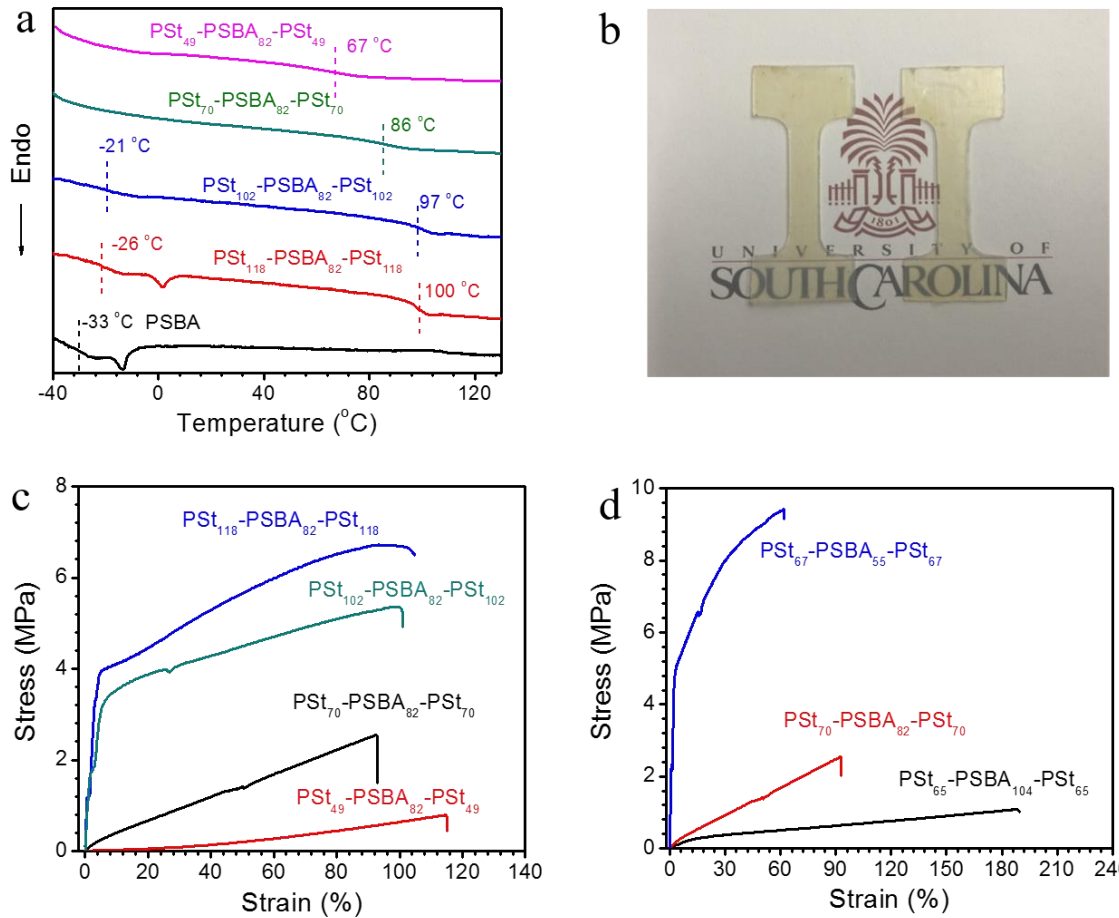 a
PSt₄₉-PSBA₈₂-PSt₄₉
67 °C
PSt₇₀-PSBA₈₂-PSt₇₀
86 °C
-21 °C
PSt₁₀₂-PSBA₈₂-PSt₁₀₂
97 °C
-26 °C
PSt₁₁₈-PSBA₈₂-PSt₁₁₈
100 °C
-33 °C PSBA
Endo
-40 0 40 80 120
Temperature (°C)
b
1801
UNIVERSITY OF
SOUTH CAROLINA
c
8
6
4
2
0
Stress (MPa)
PSt₁₁₈-PSBA₈₂-PSt₁₁₈
PSt₁₀₂-PSBA₈₂-PSt₁₀₂
PSt₇₀-PSBA₈₂-PSt₇₀
PSt₄₉-PSBA₈₂-PSt₄₉
0 20 40 60 80 100 120 140
Strain (%)
d
10
8
6
4
2
0
Stress (MPa)
PSt₆₇-PSBA₅₅-PSt₆₇
PSt₇₀-PSBA₈₂-PSt₇₀
PSt₆₅-PSBA₁₀₄-PSt₆₅
0 30 60 90 120 150 180 210
Strain (%)